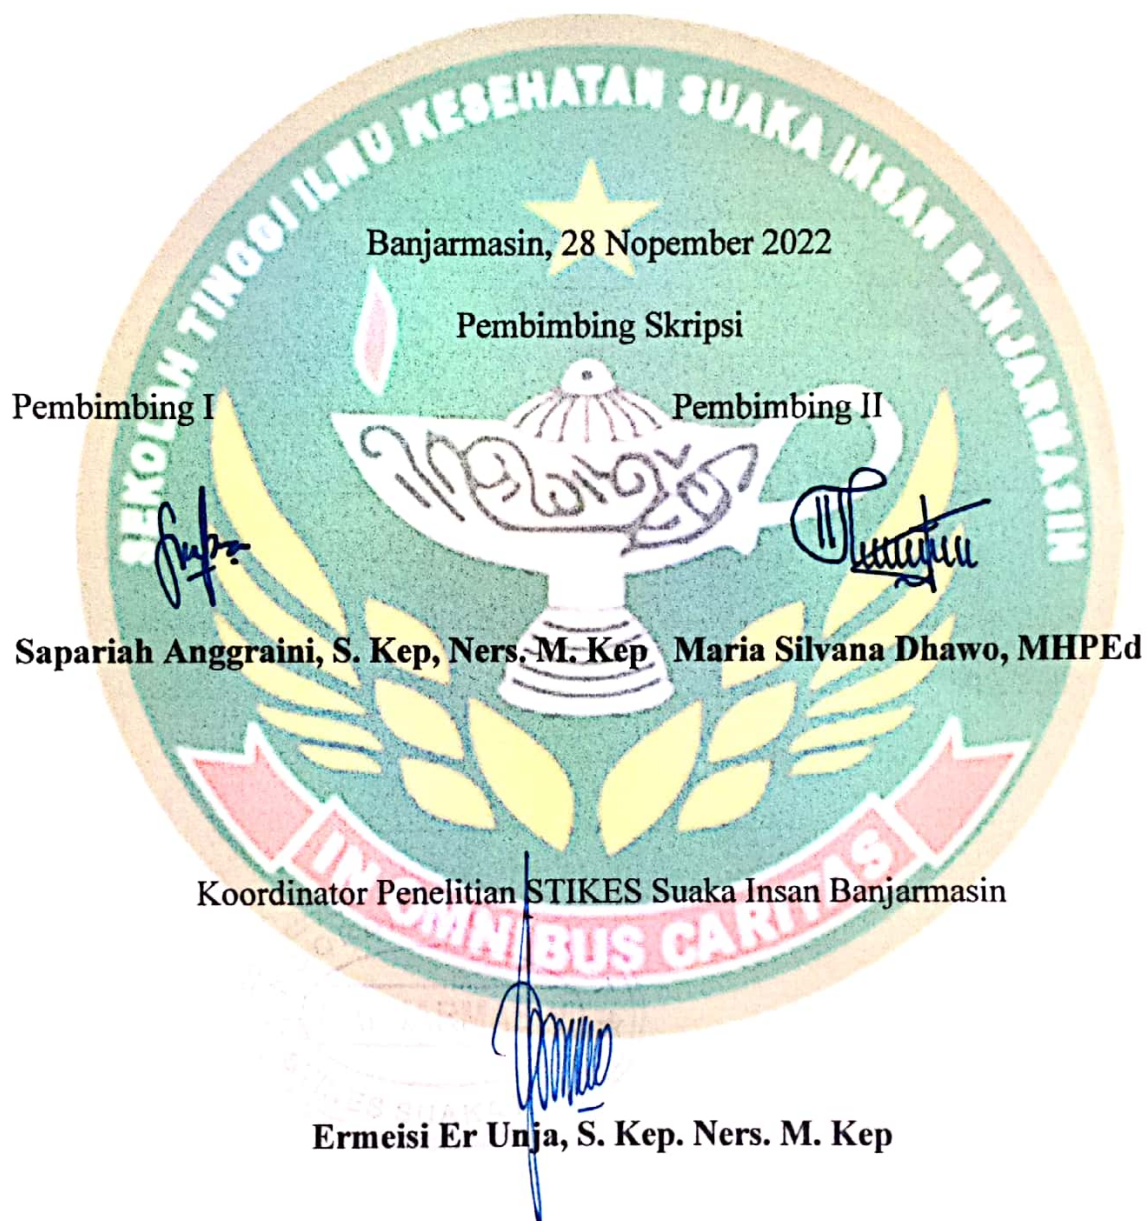 SEKOLAH TINGGI ILMU KESEHATAN SUAKA INSAN BANJARMASIN
Banjarmasin, 28 Nopember 2022
Pembimbing Skripsi
Pembimbing I Pembimbing II
Sapariah Anggraini, S. Kep, Ners. M. Kep Maria Silvana Dhawo, MHPEd
Koordinator Penelitian STIKES Suaka Insan Banjarmasin
IN OMNIBUS CARITAS
Ermeisi Er Unja, S. Kep. Ners. M. Kep